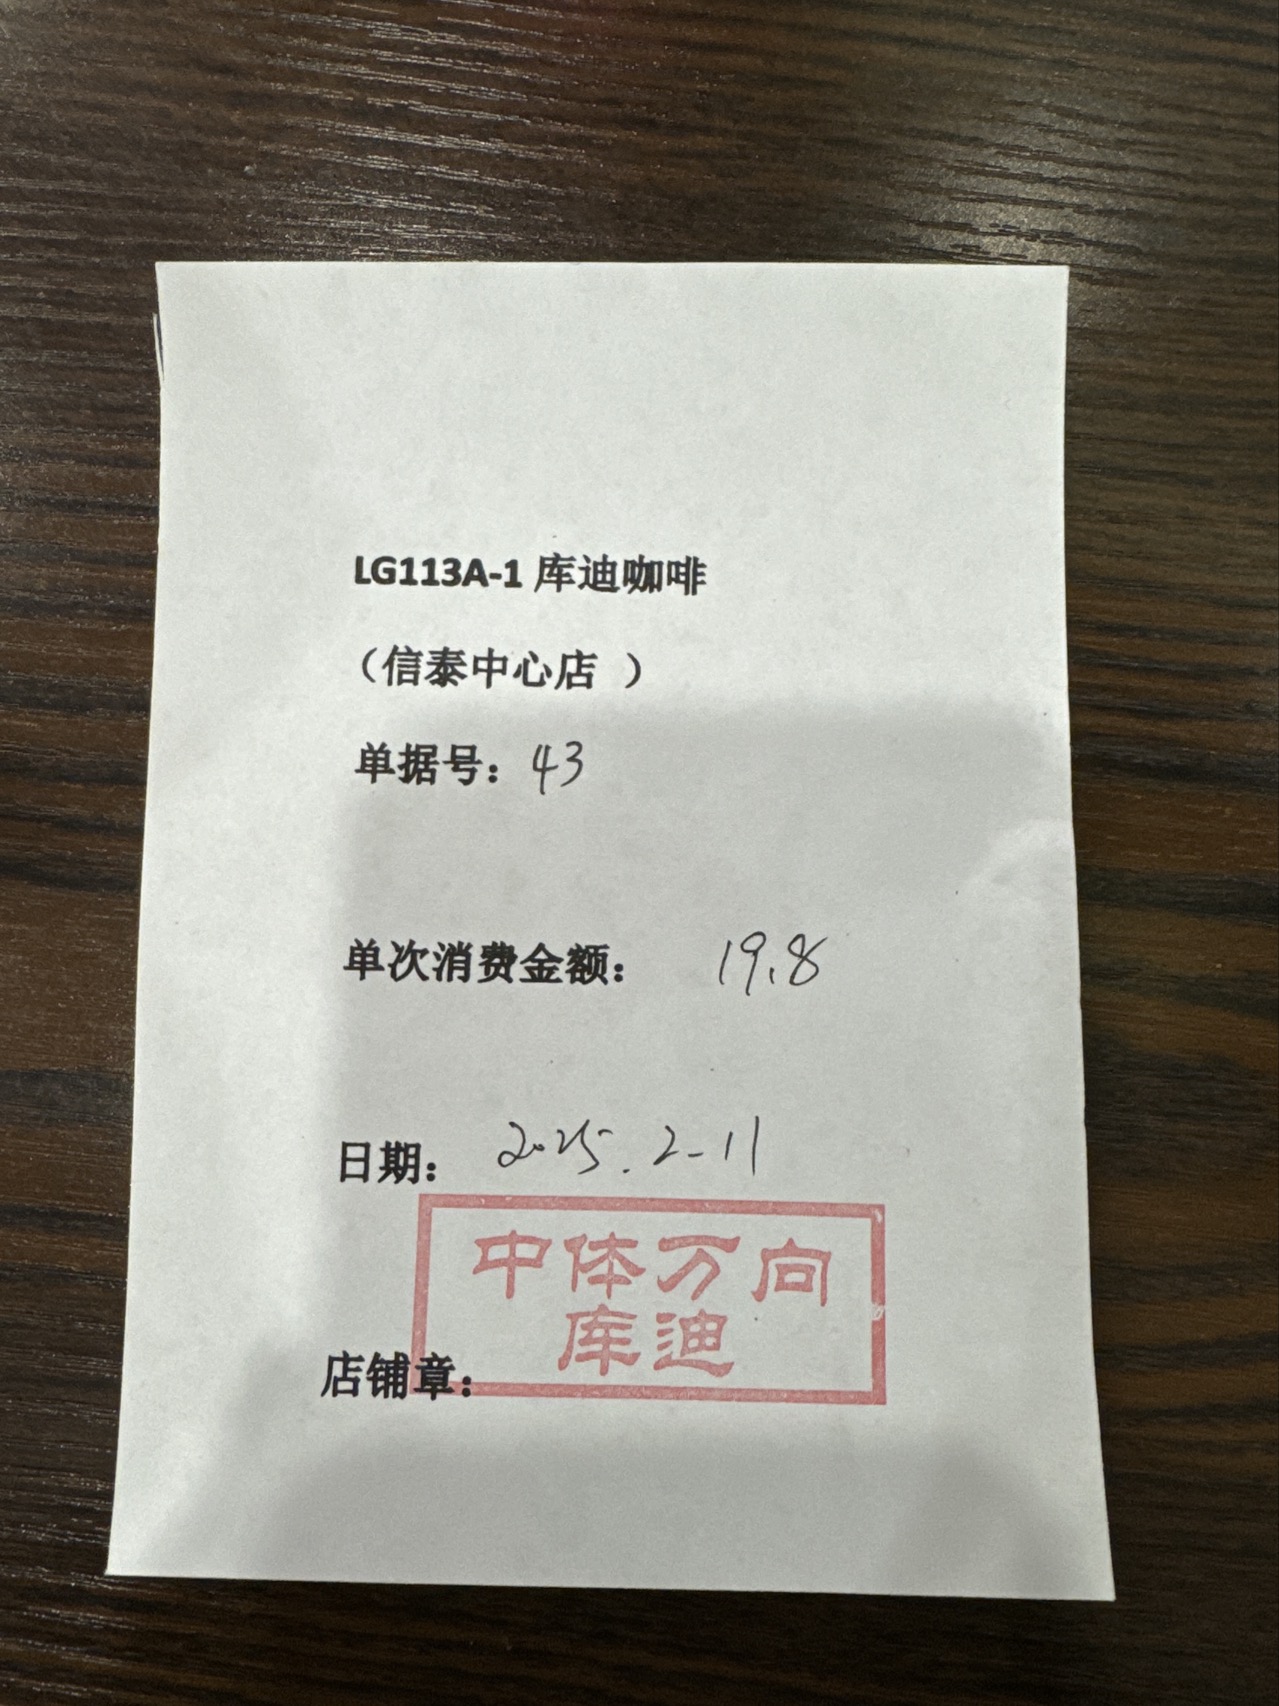 LG113A-1 库迪咖啡
（信泰中心店 ）
单据号：43
单次消费金额： 19.8
日期： 2025.2-11
中体万向
库迪
店铺章：